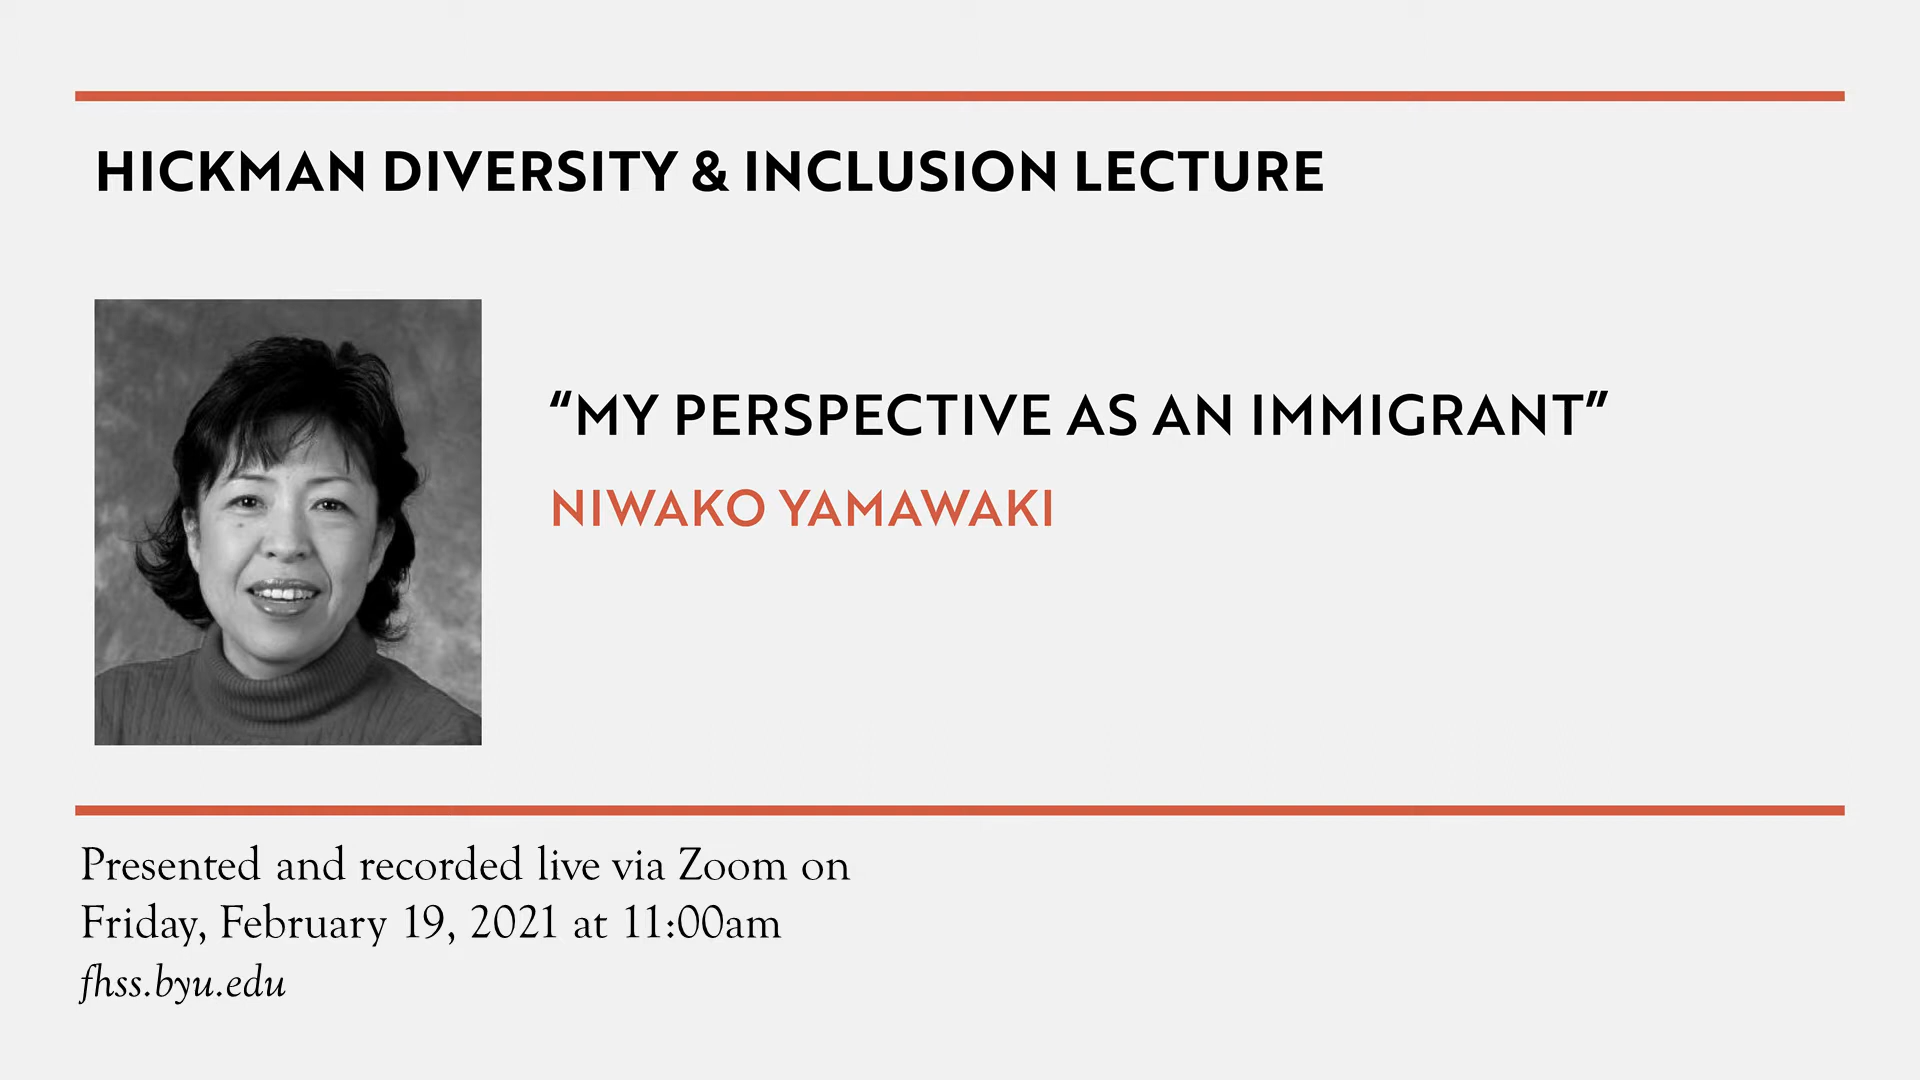 HICKMAN DIVERSITY & INCLUSION LECTURE
“MY PERSPECTIVE AS AN IMMIGRANT”
NIWAKO YAMAWAKI
Presented and recorded live via Zoom on
Friday, February 19, 2021 at 11:00am
fhss.byu.edu